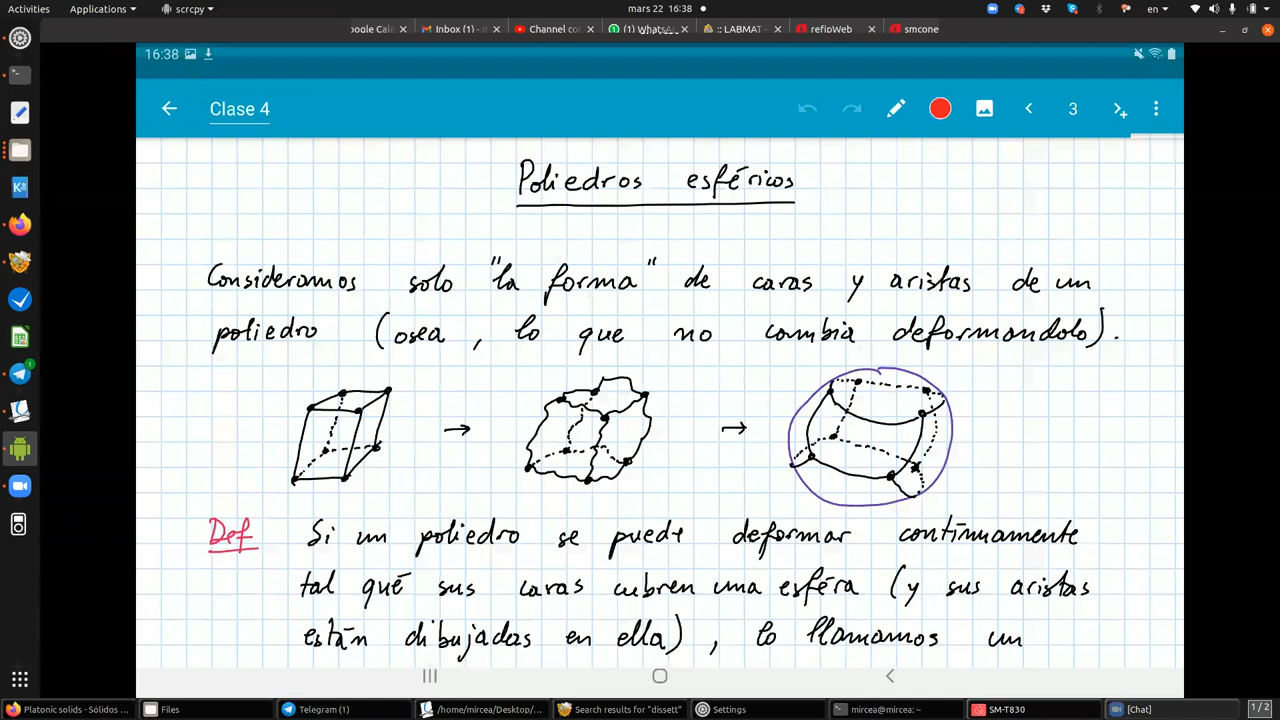 Activities Applications scrcpy mars 22 16:38 en
oogle Cale Inbox (1) – m Channel con (1) WhatsA :: LABMAT – refipWeb smcone
16:38
Clase 4 3
Poliedros esféricos
Consideramos solo "la forma" de caras y aristas de un
poliedro (osea, lo que no cambia deformandolo).
Def Si un poliedro se puede deformar continuamente
tal qué sus caras cubren una esféra (y sus aristas
están dibujadas en ella), lo llamamos un
Platonic solids - Sólidos … Files Telegram (1) /home/mircea/Desktop/… Search results for "dissett" Settings mircea@mircea: ~ SM-T830 [Chat] 1 / 2